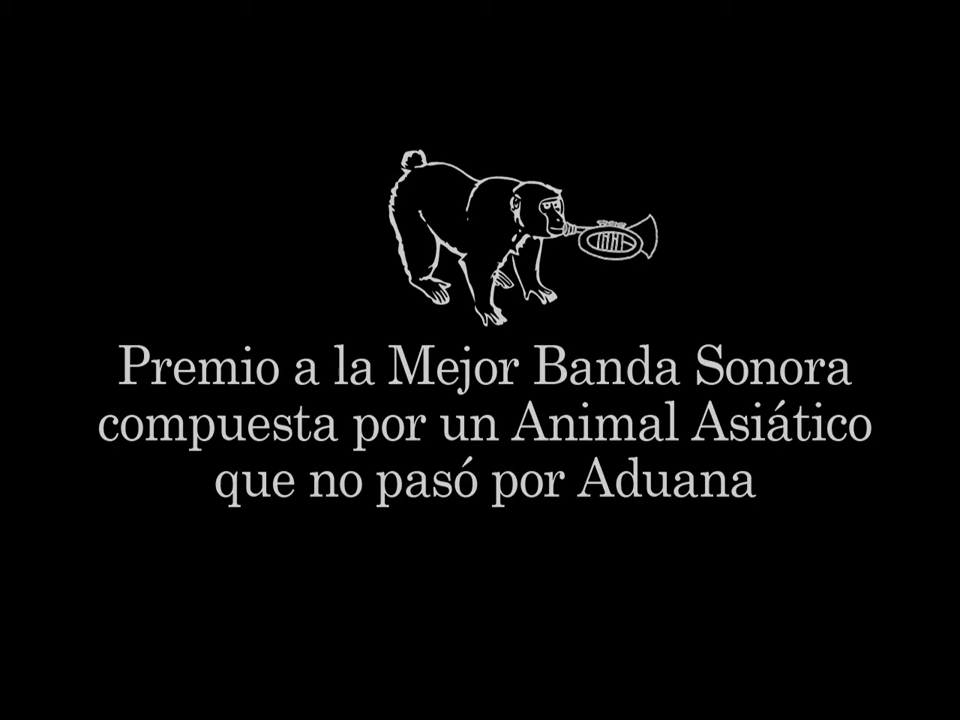 Premio a la Mejor Banda Sonora
compuesta por un Animal Asiático
que no pasó por Aduana